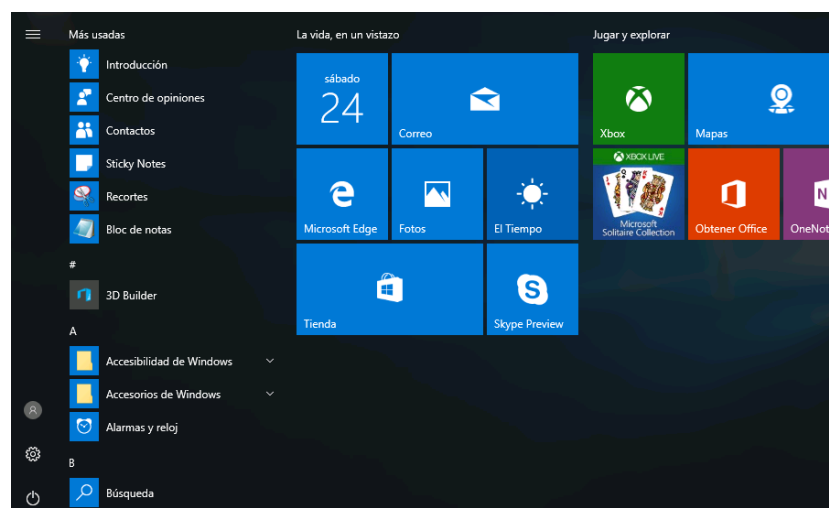 Más usadas
Introducción
Centro de opiniones
Contactos
Sticky Notes
Recortes
Bloc de notas
#
3D Builder
A
Accesibilidad de Windows
Accesorios de Windows
Alarmas y reloj
B
Búsqueda
La vida, en un vistazo
sábado
24
Correo
Microsoft Edge
Fotos
El Tiempo
Tienda
Skype Preview
Jugar y explorar
Xbox
Mapas
XBOX LIVE
Microsoft
Solitaire Collection
Obtener Office
OneNot